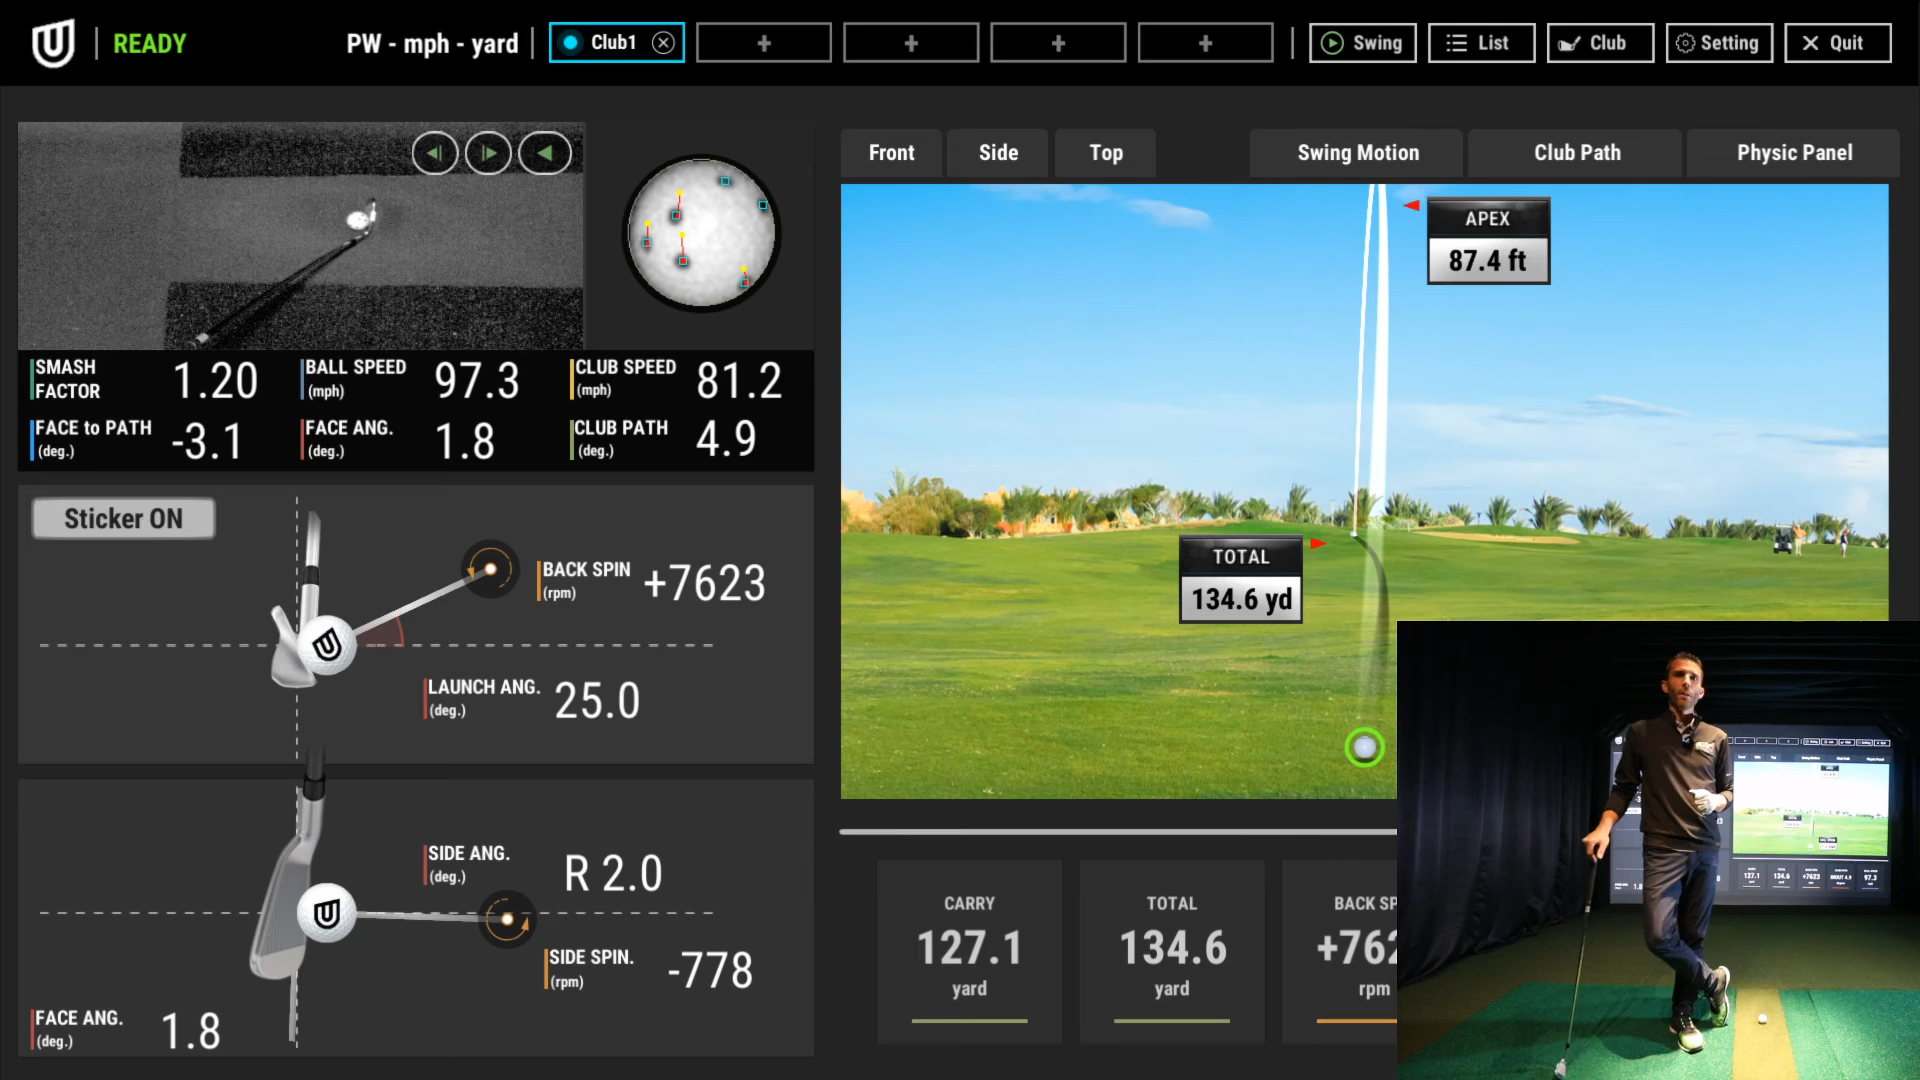 READY
PW - mph - yard
Club1
Swing
List
Club
Setting
Quit
SMASH FACTOR
1.20
BALL SPEED (mph)
97.3
CLUB SPEED (mph)
81.2
FACE to PATH (deg.)
-3.1
FACE ANG. (deg.)
1.8
CLUB PATH (deg.)
4.9
Sticker ON
BACK SPIN (rpm)
+7623
LAUNCH ANG. (deg.)
25.0
SIDE ANG. (deg.)
R 2.0
SIDE SPIN. (rpm)
-778
FACE ANG. (deg.)
1.8
Front
Side
Top
Swing Motion
Club Path
Physic Panel
APEX
87.4 ft
TOTAL
134.6 yd
CARRY
127.1
yard
TOTAL
134.6
yard
BACK SP
+762
rpm